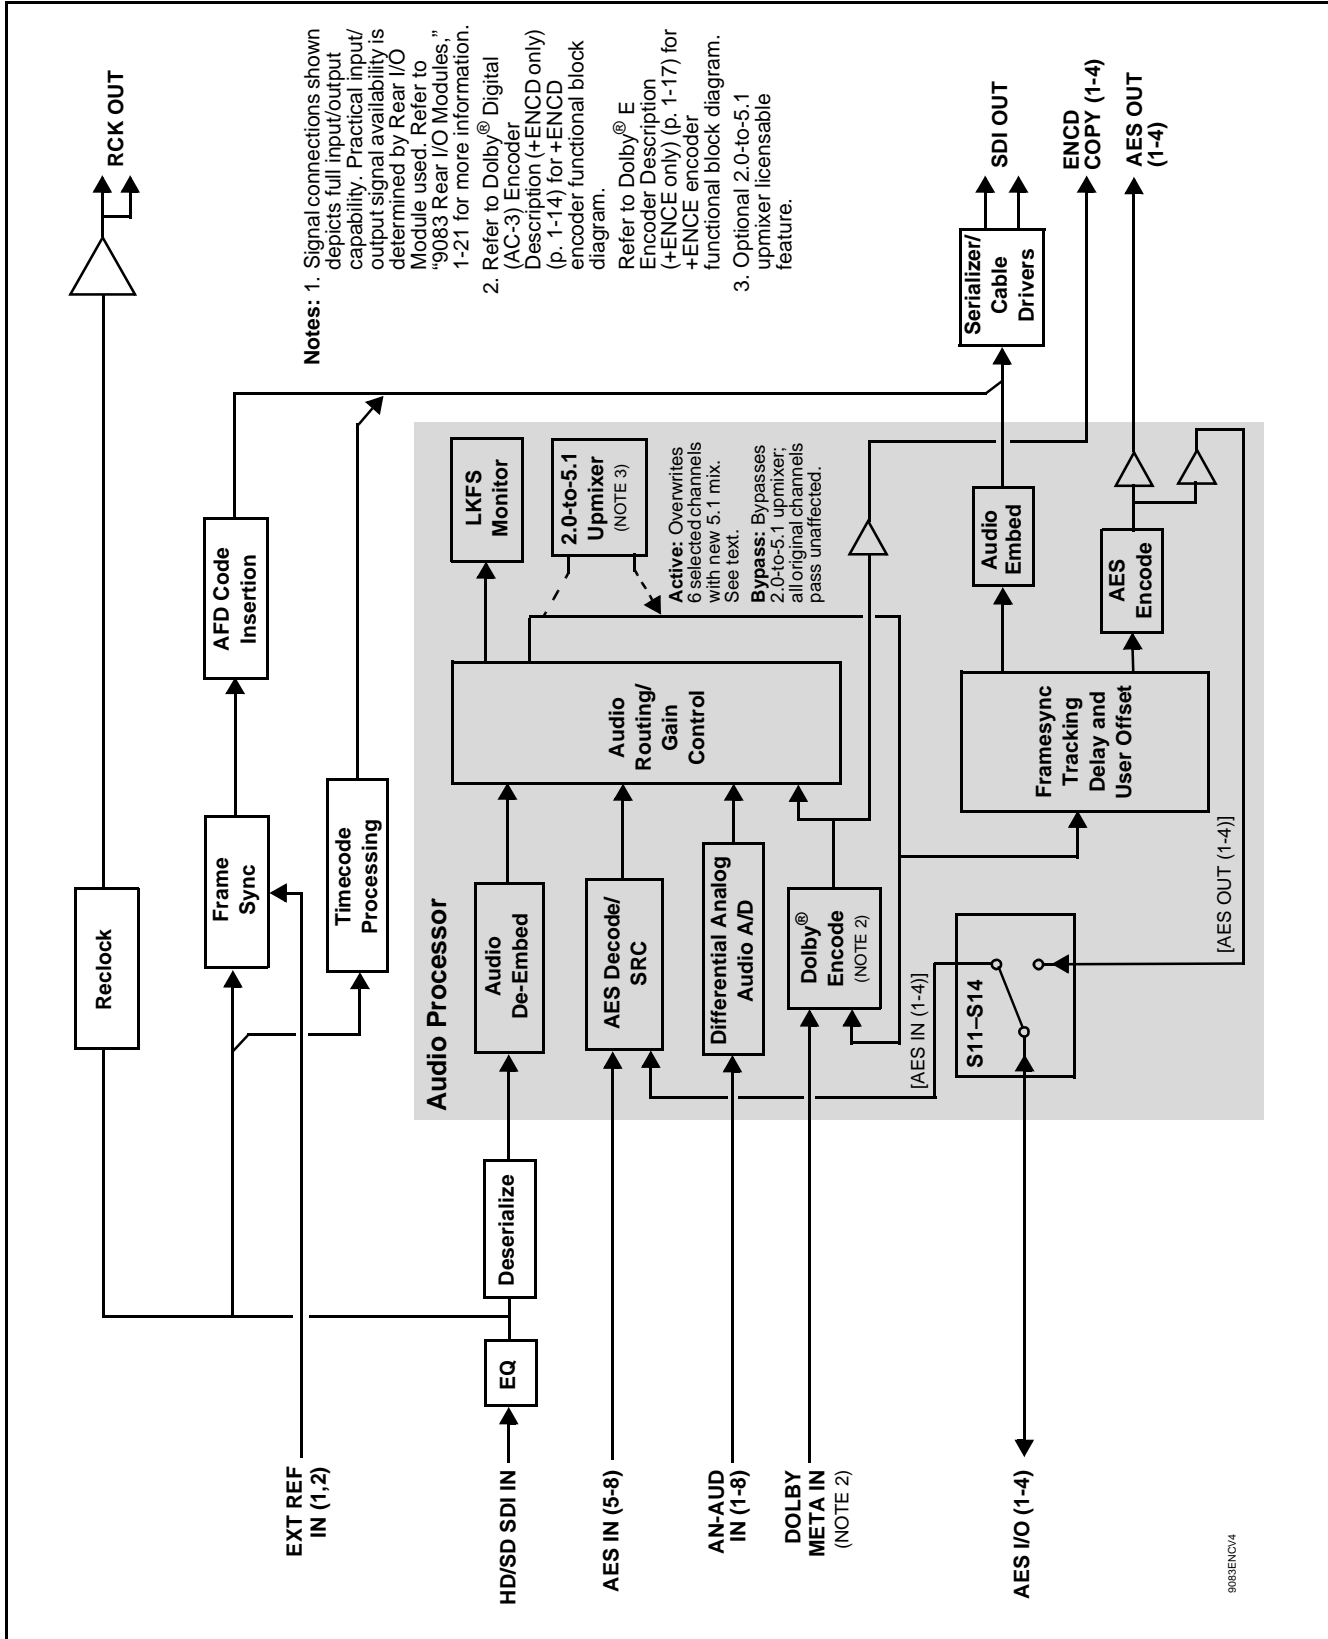 Reclock
RCK OUT
Frame
Sync
AFD Code
Insertion
Timecode
Processing
Notes: 1. Signal connections shown
depicts full input/output
capability. Practical input/
output signal availability is
determined by Rear I/O
Module used. Refer to
“9083 Rear I/O Modules,”
1-21 for more information.
2. Refer to Dolby® Digital
(AC-3) Encoder
Description (+ENCD only)
(p. 1-14) for +ENCD
encoder functional block
diagram.
Refer to Dolby® E
Encoder Description
(+ENCE only) (p. 1-17) for
+ENCE encoder
functional block diagram.
3. Optional 2.0-to-5.1
upmixer licensable
feature.
EXT REF
IN (1,2)
Audio Processor
HD/SD SDI IN
EQ
Deserialize
Audio
De-Embed
LKFS
Monitor
2.0-to-5.1
Upmixer
(NOTE 3)
AES IN (5-8)
AES Decode/
SRC
Audio
Routing/
Gain
Control
Active: Overwrites
6 selected channels
with new 5.1 mix.
See text.
Bypass: Bypasses
2.0-to-5.1 upmixer;
all original channels
pass unaffected.
AN-AUD
IN (1-8)
Differential Analog
Audio A/D
DOLBY
META IN
(NOTE 2)
Dolby®
Encode
(NOTE 2)
[AES IN (1-4)]
Serializer/
Cable
Drivers
SDI OUT
Audio
Embed
ENCD
COPY (1-4)
AES I/O (1-4)
S11–S14
Framesync
Tracking
Delay and
User Offset
AES
Encode
AES OUT
(1-4)
[AES OUT (1-4)]
9083ENCV4